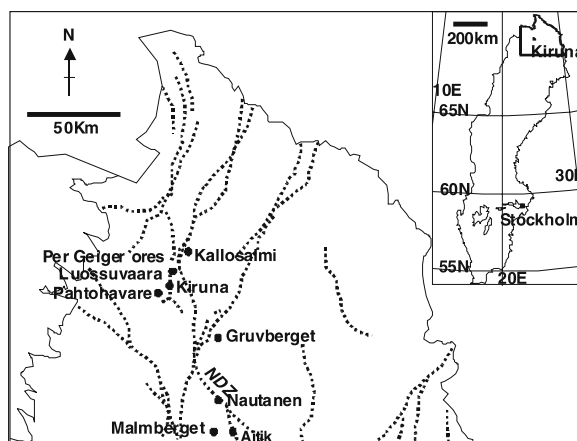 N
50Km
200km
Kiruna
10E
65N
30
60N
Stockholm
55N
20E
Per Geiger ores
Kallosalmi
Luossuvaara
Kiruna
Pahtohavare
Gruvberget
NDZ
Nautanen
Malmberget
Aitik